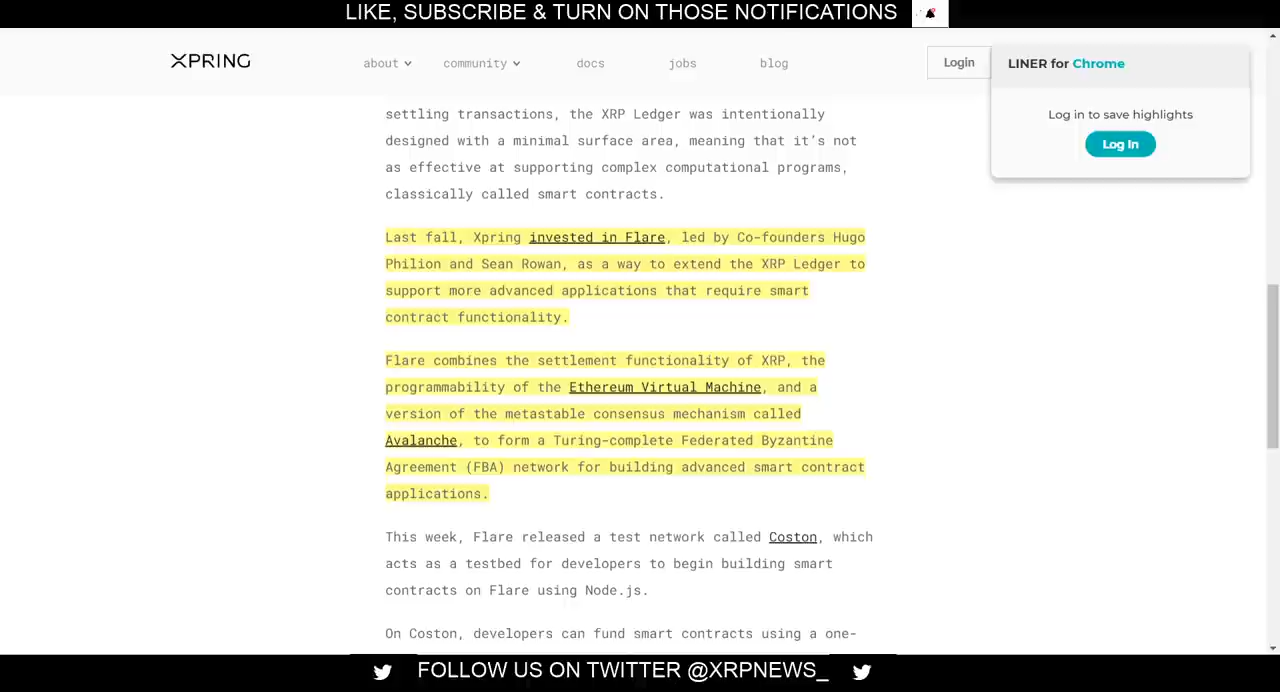 LIKE, SUBSCRIBE & TURN ON THOSE NOTIFICATIONS
XPRING
about
community
docs
jobs
blog
Login
LINER for Chrome
Log in to save highlights
Log In
settling transactions, the XRP Ledger was intentionally
designed with a minimal surface area, meaning that it’s not
as effective at supporting complex computational programs,
classically called smart contracts.
Last fall, Xpring invested in Flare, led by Co-founders Hugo
Philion and Sean Rowan, as a way to extend the XRP Ledger to
support more advanced applications that require smart
contract functionality.
Flare combines the settlement functionality of XRP, the
programmability of the Ethereum Virtual Machine, and a
version of the metastable consensus mechanism called
Avalanche, to form a Turing-complete Federated Byzantine
Agreement (FBA) network for building advanced smart contract
applications.
This week, Flare released a test network called Coston, which
acts as a testbed for developers to begin building smart
contracts on Flare using Node.js.
On Coston, developers can fund smart contracts using a one-
FOLLOW US ON TWITTER @XRPNEWS_